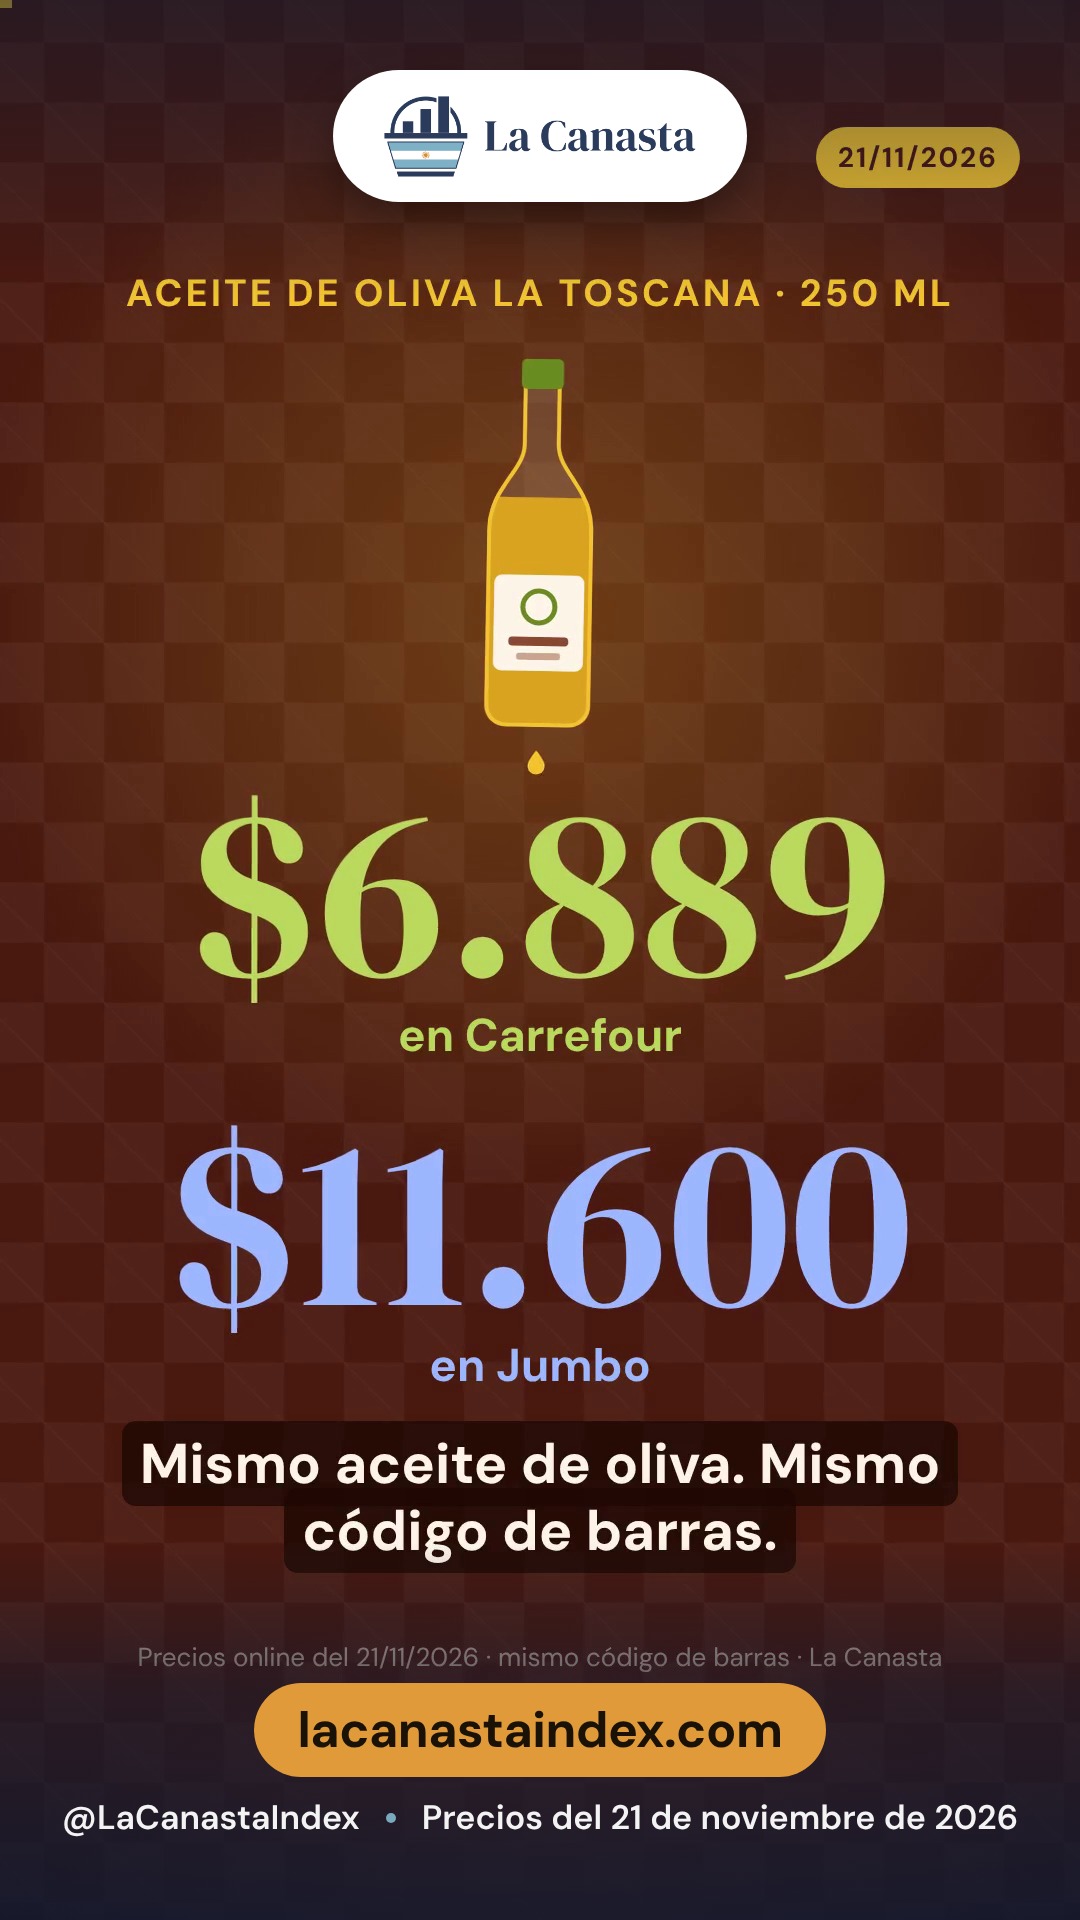 La Canasta
21/11/2026
ACEITE DE OLIVA LA TOSCANA · 250 ML
$6.889
en Carrefour
$11.600
en Jumbo
Mismo aceite de oliva. Mismo
código de barras.
Precios online del 21/11/2026 · mismo código de barras · La Canasta
lacanastaindex.com
@LaCanastaIndex • Precios del 21 de noviembre de 2026